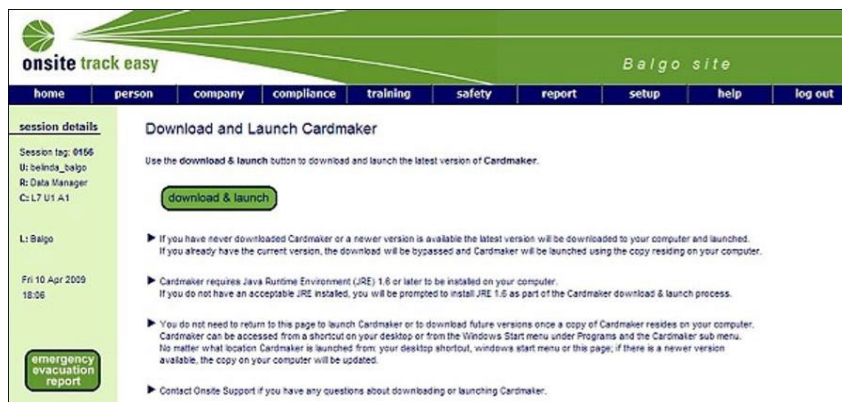 onsite track easy
Balgo site
home person company compliance training safety report setup help log out
session details
Session tag: 0156
U: belinda_balgo
R: Data Manager
C: L7 U1 A1
L: Balgo
Fri 10 Apr 2009
18:06
emergency
evacuation
report
Download and Launch Cardmaker
Use the download & launch button to download and launch the latest version of Cardmaker.
download & launch
If you have never downloaded Cardmaker or a newer version is available the latest version will be downloaded to your computer and launched.
If you already have the current version, the download will be bypassed and Cardmaker will be launched using the copy residing on your computer.
Cardmaker requires Java Runtime Environment (JRE) 1.6 or later to be installed on your computer.
If you do not have an acceptable JRE installed, you will be prompted to install JRE 1.6 as part of the Cardmaker download & launch process.
You do not need to return to this page to launch Cardmaker or to download future versions once a copy of Cardmaker resides on your computer.
Cardmaker can be accessed from a shortcut on your desktop or from the Windows Start menu under Programs and the Cardmaker sub menu.
No matter what location Cardmaker is launched from: your desktop shortcut, windows start menu or this page; if there is a newer version
available, the copy on your computer will be updated.
Contact Onsite Support if you have any questions about downloading or launching Cardmaker.